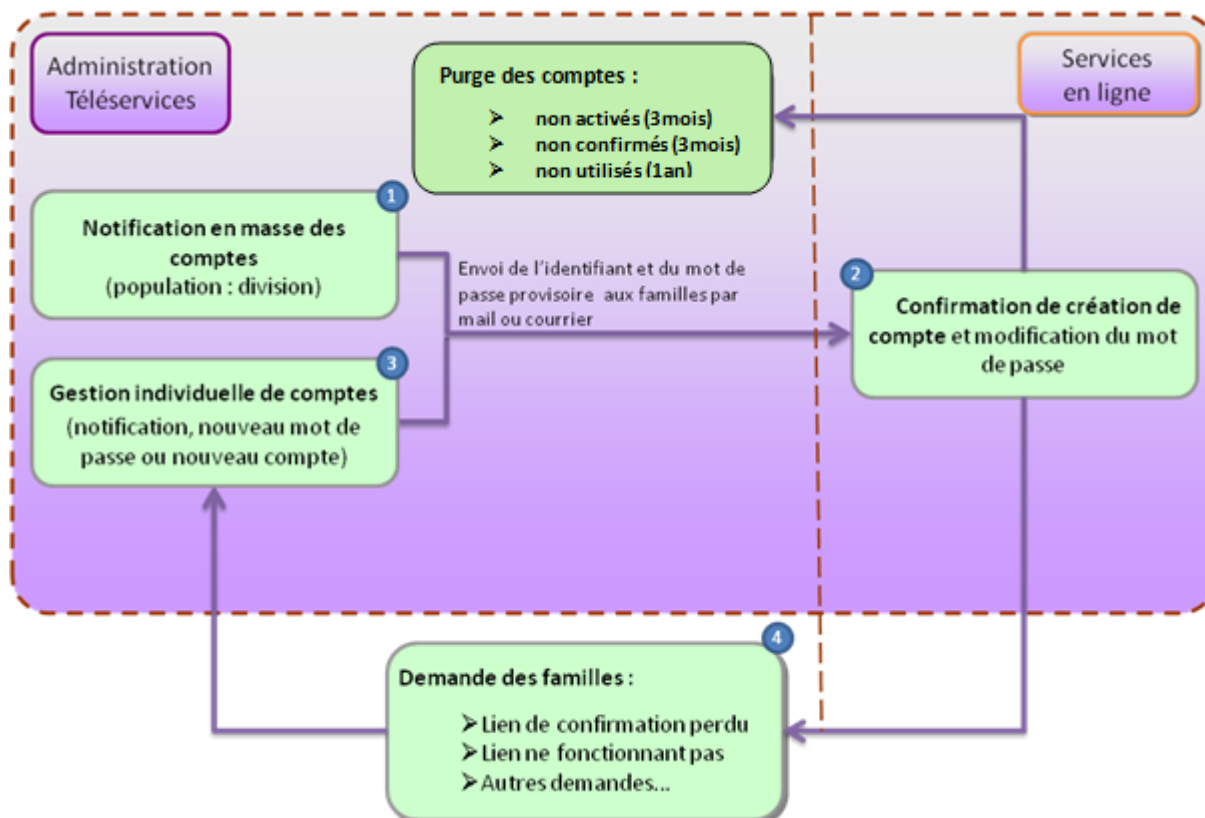 Administration
Téléservices
Purge des comptes :
➢ non activés (3mois)
➢ non confirmés (3mois)
➢ non utilisés (1an)
Services
en ligne
1
Notification en masse des
comptes
(population : division)
Envoi de l'identifiant et du mot de
passe provisoire aux familles par
mail ou courrier
2
Confirmation de création de
compte et modification du mot
de passe
3
Gestion individuelle de comptes
(notification, nouveau mot de
passe ou nouveau compte)
4
Demande des familles :
➢Lien de confirmation perdu
➢Lien ne fonctionnant pas
➢Autres demandes...